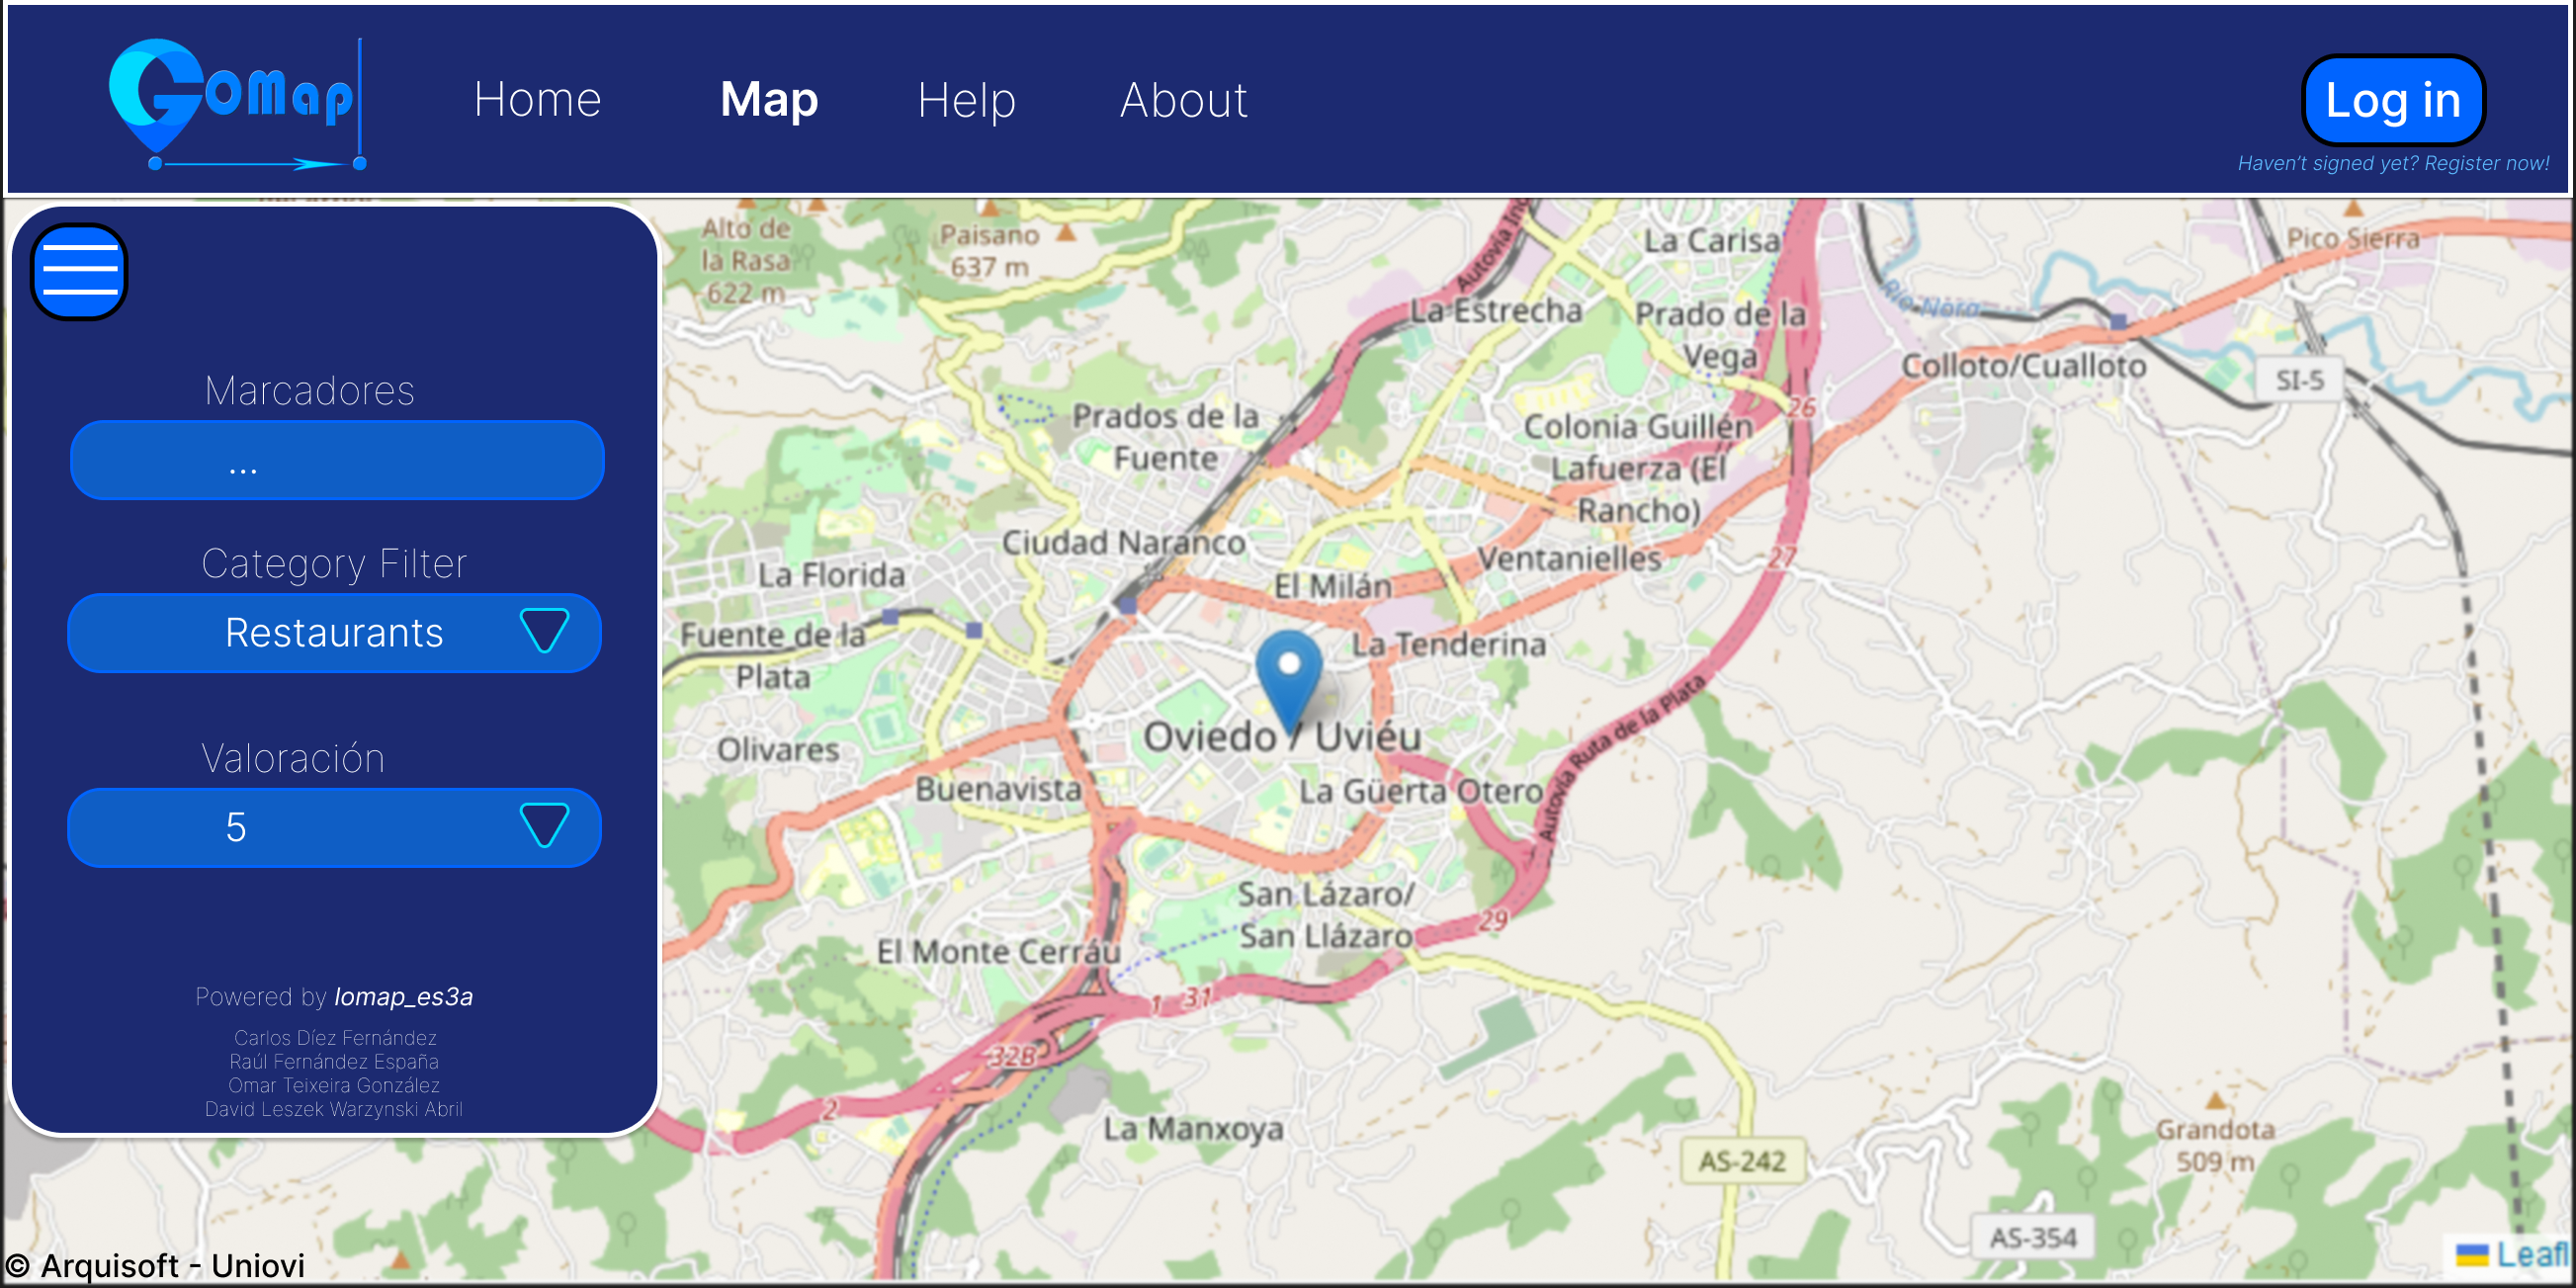 GoMap
Home
Map
Help
About
Log in
Haven't signed yet? Register now!
Marcadores
...
Category Filter
Restaurants
Valoración
5
Powered by lomap_es3a
Carlos Díez Fernández
Raúl Fernández España
Omar Teixeira González
David Leszek Warzynski Abril
© Arquisoft - Uniovi
Alto de
la Rasa
622 m
Paisano
637 m
Autovía
La Carisa
Pico Sierra
La Estrecha
Prado de la
Vega
Río Nora
Colloto/Cualloto
SI-5
26
Prados de la
Fuente
Colonia Guillén
Lafuerza (El
Rancho)
Ciudad Naranco
Ventanielles
27
La Florida
El Milán
Fuente de la
Plata
La Tenderina
Autovía Ruta de la Plata
Oviedo / Uviéu
Olivares
Buenavista
La Güerta Otero
San Lázaro/
San Llázaro
29
El Monte Cerráu
1
31
32B
2
La Manxoya
AS-242
Grandota
509 m
AS-354
Leafl